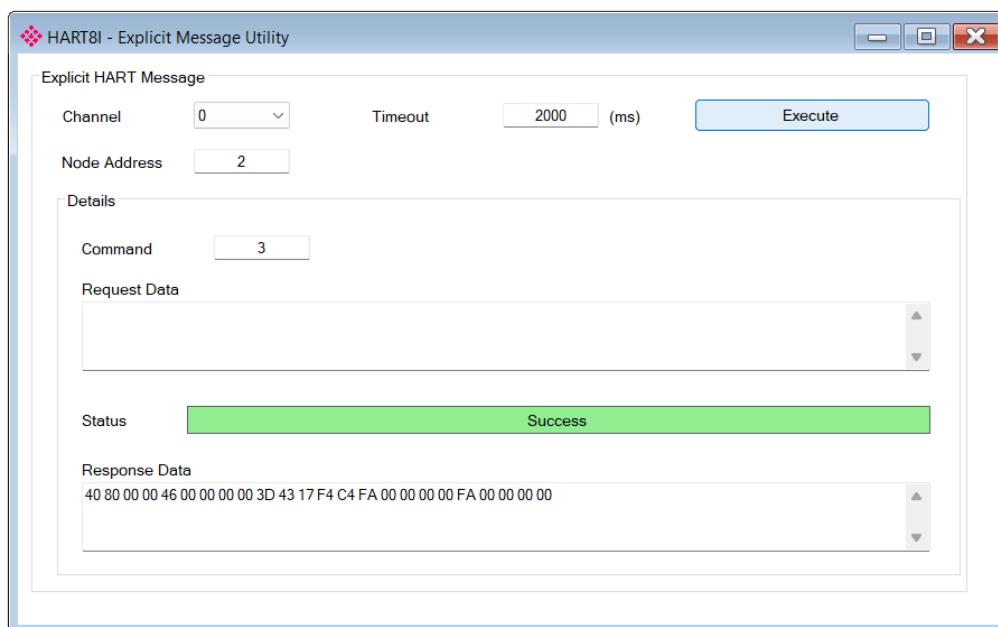 HART8I - Explicit Message Utility
Explicit HART Message
Channel 0 Timeout 2000 (ms) Execute
Node Address 2
Details
Command 3
Request Data
Status Success
Response Data
40 80 00 00 46 00 00 00 00 3D 43 17 F4 C4 FA 00 00 00 00 FA 00 00 00 00